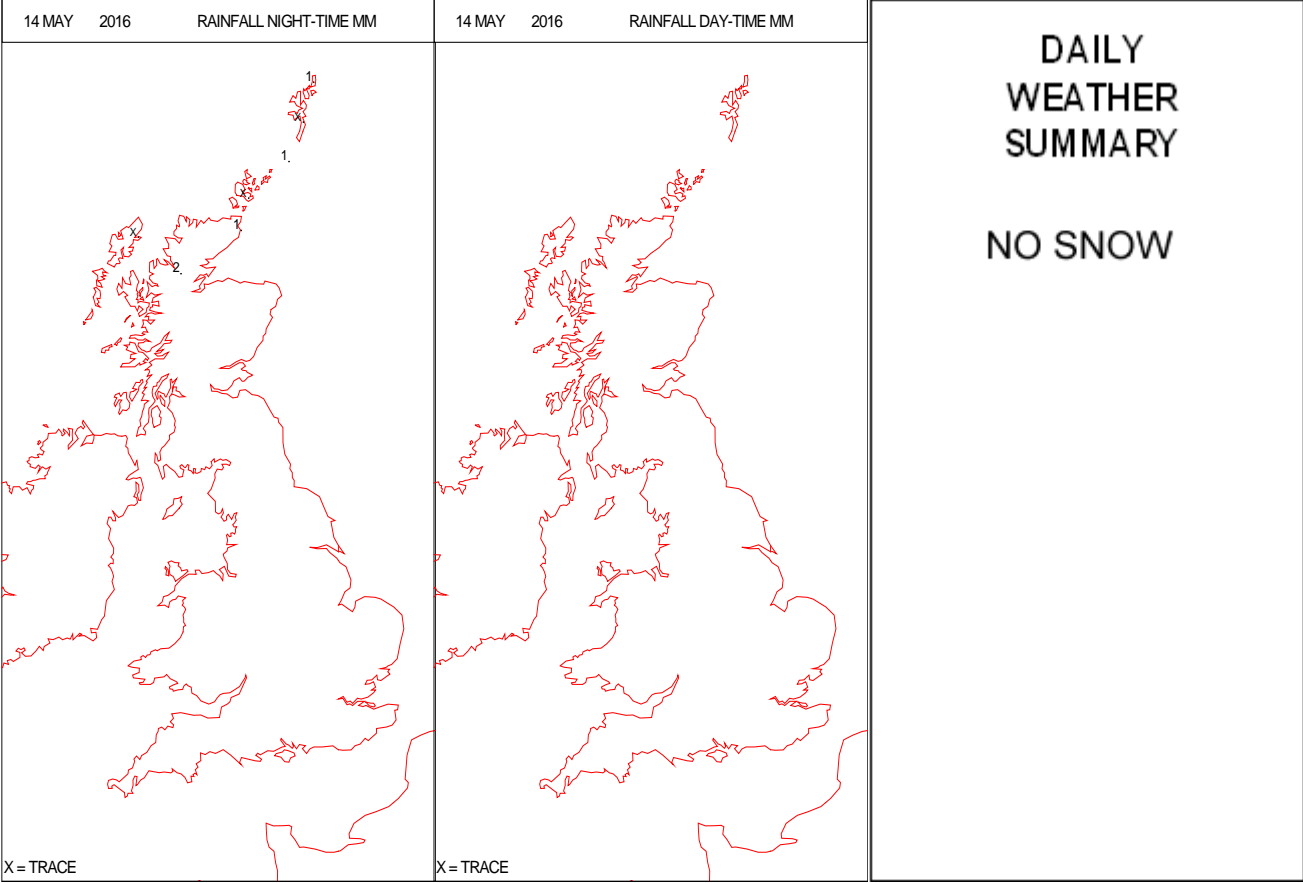 14 MAY 2016 RAINFALL NIGHT-TIME MM
1.
X.
1.
X.
1.
X.
2.
X = TRACE
14 MAY 2016 RAINFALL DAY-TIME MM
X = TRACE
DAILY
WEATHER
SUMMARY
NO SNOW